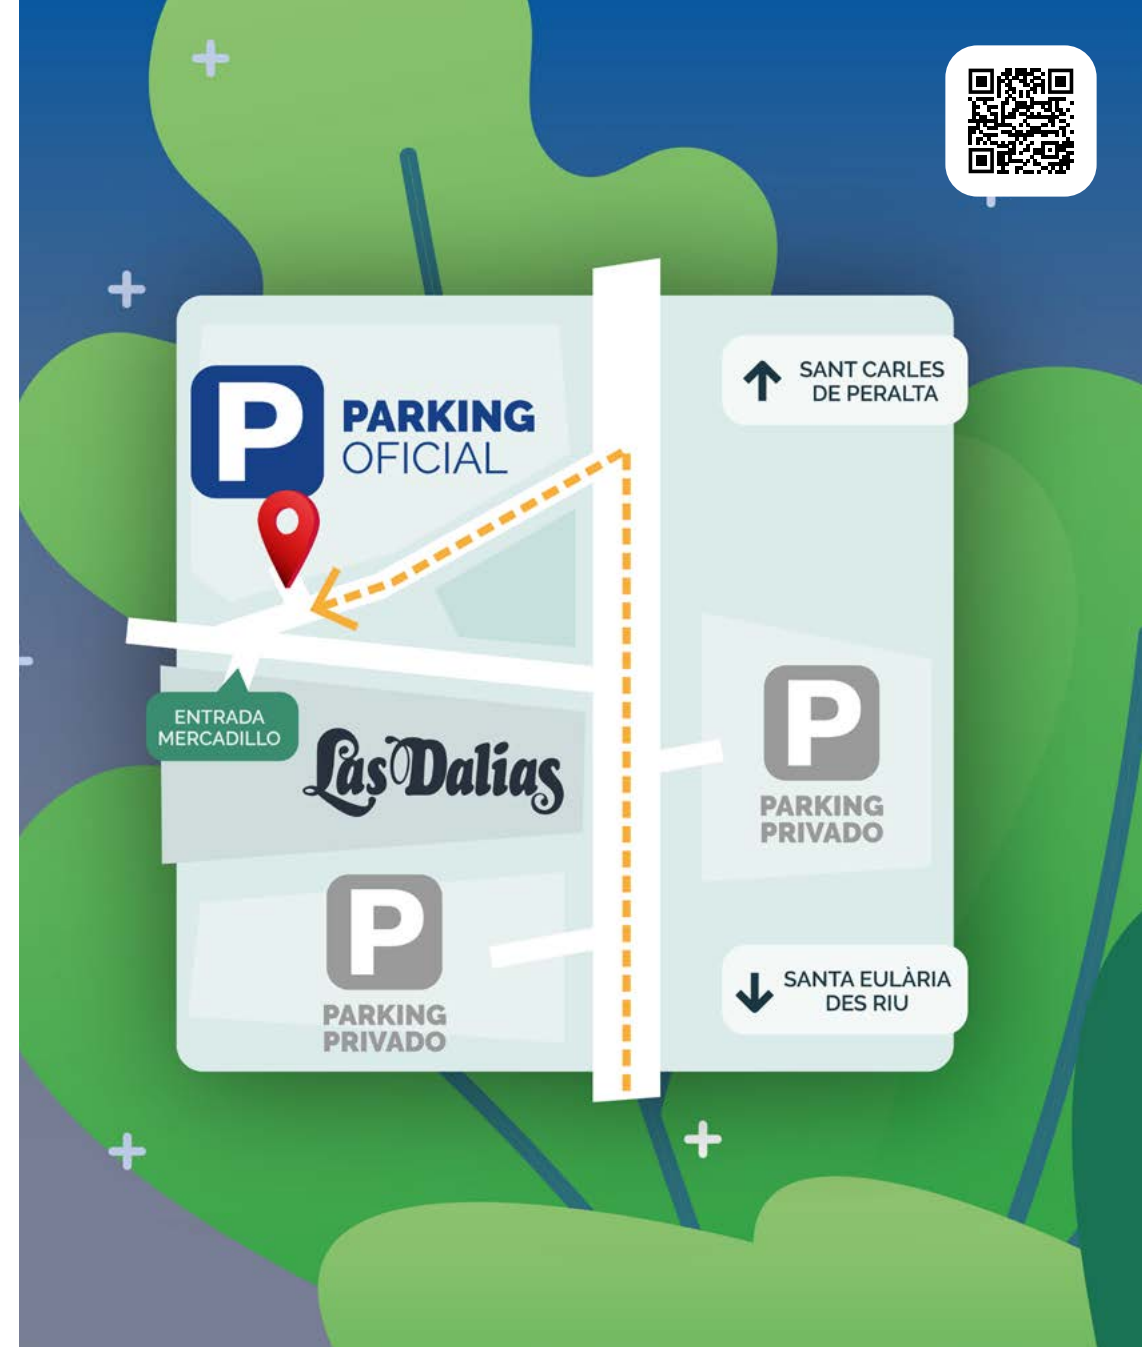 SANT CARLES
DE PERALTA
P
PARKING
OFICIAL
ENTRADA
MERCADILLO
Las Dalias
P
PARKING
PRIVADO
P
PARKING
PRIVADO
SANTA EULÀRIA
DES RIU